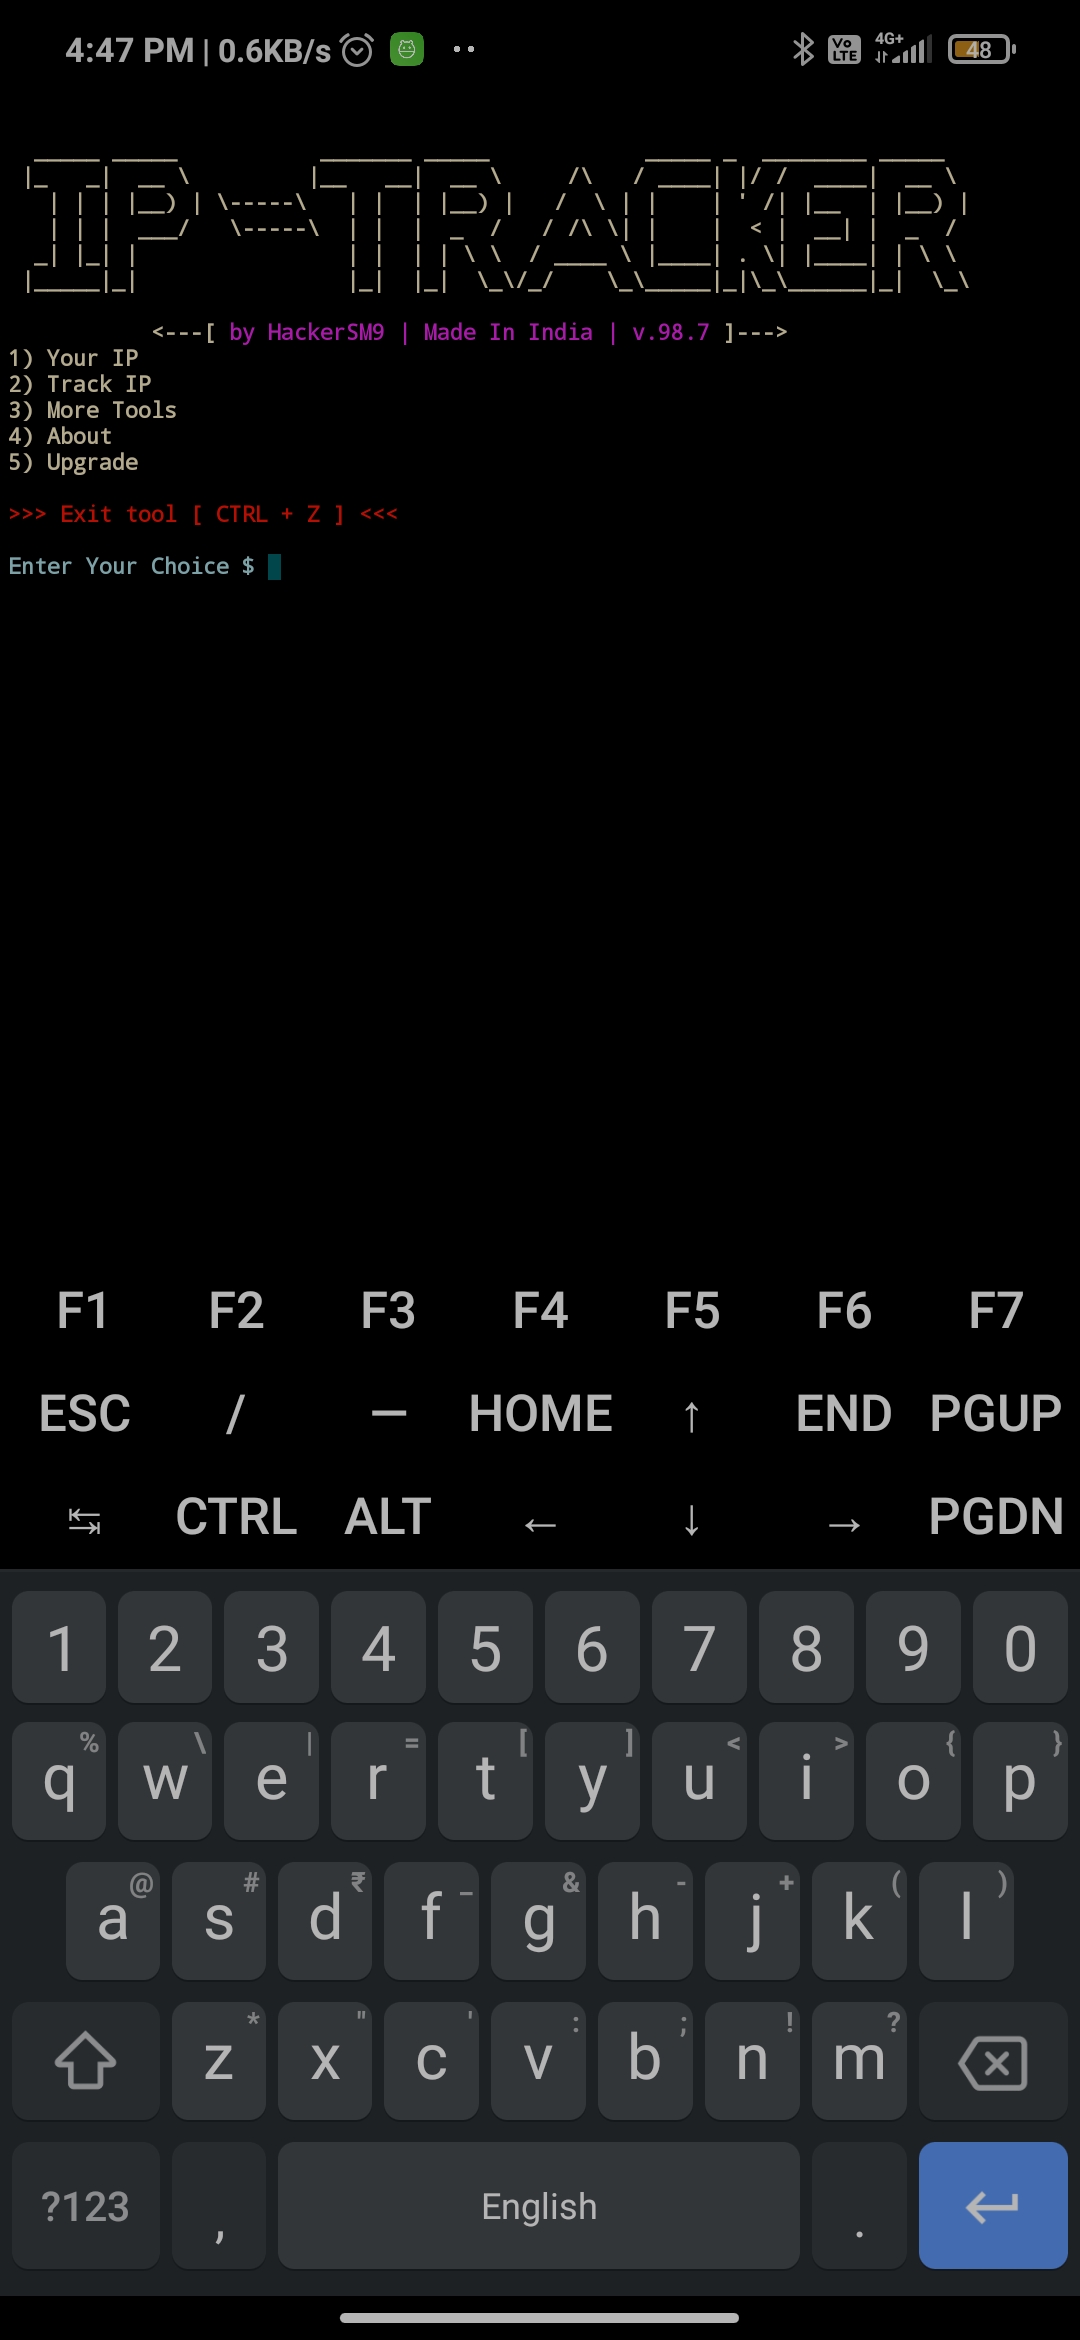 4:47 PM | 0.6KB/s
Vo LTE 4G+ 48
IP-TRACKER
<---[ by HackerSM9 | Made In India | v.98.7 ]--->
1) Your IP
2) Track IP
3) More Tools
4) About
5) Upgrade
>>> Exit tool [ CTRL + Z ] <<<
Enter Your Choice $
F1 F2 F3 F4 F5 F6 F7
ESC / — HOME ↑ END PGUP
↹ CTRL ALT ← ↓ → PGDN
1 2 3 4 5 6 7 8 9 0
% \ | = [ ] < > { }
q w e r t y u i o p
@ # ₹ _ & - + ( )
a s d f g h j k l
* " ' : ; ! ?
z x c v b n m
?123 , English .